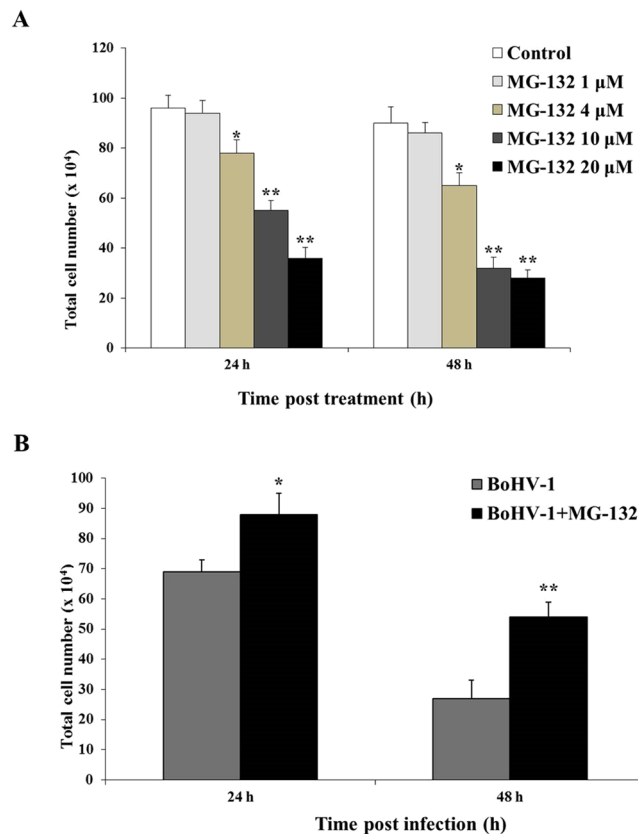 A
Control
MG-132 1 µM
MG-132 4 µM
MG-132 10 µM
MG-132 20 µM
Total cell number (x 10⁴)
120
100
80
60
40
20
0
*
**
**
*
**
**
24 h
48 h
Time post treatment (h)
B
BoHV-1
BoHV-1+MG-132
Total cell number (x 10⁴)
100
90
80
70
60
50
40
30
20
10
0
*
**
24 h
48 h
Time post infection (h)